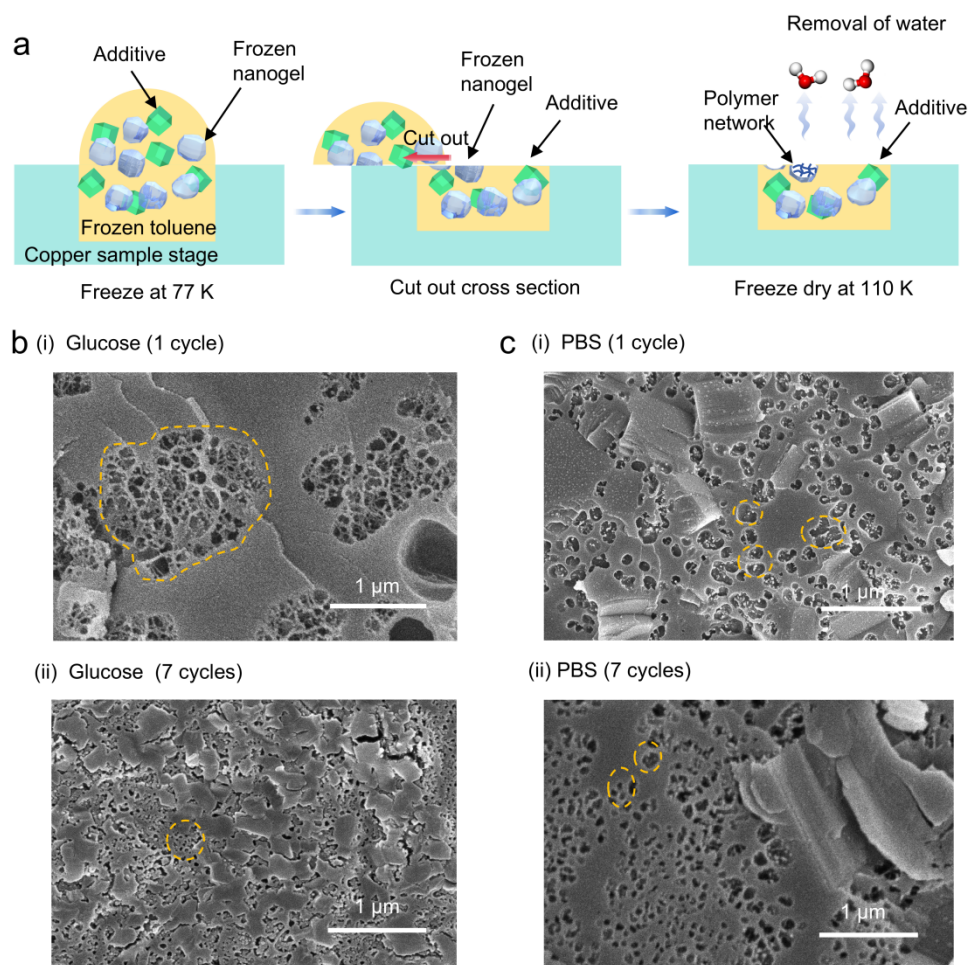 a
Additive
Frozen
nanogel
Frozen toluene
Copper sample stage
Freeze at 77 K
Frozen
nanogel
Additive
Cut out
Cut out cross section
Removal of water
Polymer
network
Additive
Freeze dry at 110 K
b (i) Glucose (1 cycle)
1 μm
(ii) Glucose (7 cycles)
1 μm
c (i) PBS (1 cycle)
1 μm
(ii) PBS (7 cycles)
1 μm